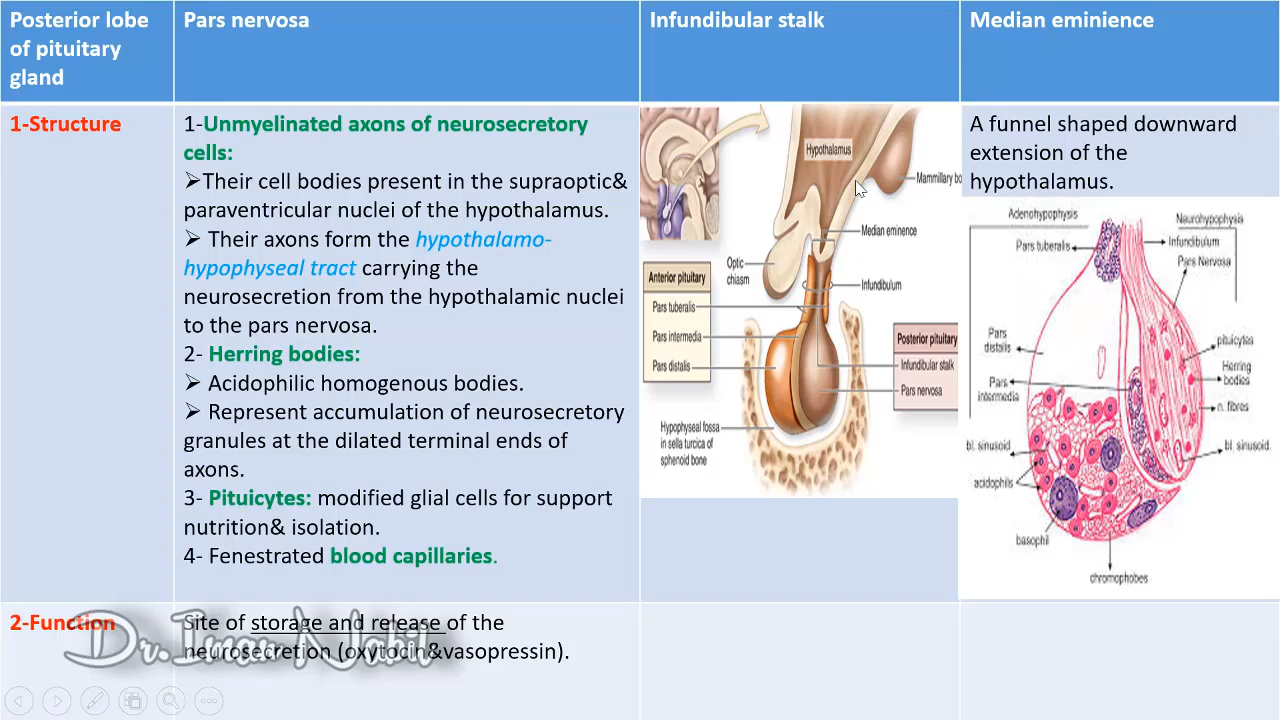 Posterior lobe
of pituitary
gland
Pars nervosa
Infundibular stalk
Median eminience
1-Structure
1-Unmyelinated axons of neurosecretory
cells:
➢Their cell bodies present in the supraoptic&
paraventricular nuclei of the hypothalamus.
➢ Their axons form the hypothalamo-
hypophyseal tract carrying the
neurosecretion from the hypothalamic nuclei
to the pars nervosa.
2- Herring bodies:
➢ Acidophilic homogenous bodies.
➢ Represent accumulation of neurosecretory
granules at the dilated terminal ends of
axons.
3- Pituicytes: modified glial cells for support
nutrition& isolation.
4- Fenestrated blood capillaries.
Hypothalamus
Mammillary bo
Median eminence
Optic
chiasm
Infundibulum
Anterior pituitary
Pars tuberalis
Pars intermedia
Pars distalis
Posterior pituitary
Infundibular stalk
Pars nervosa
Hypophyseal fossa
in sella turcica of
sphenoid bone
A funnel shaped downward
extension of the
hypothalamus.
Adenohypophysis
Neurohypophysis
Pars tuberalis
Infundibulum
Pars Nervosa
Pars
distalis
pituicytes
Herring
bodies
Pars
intermedia
n. fibres
bl. sinusoid
bl. sinusoid.
acidophils
basophil
chromophobes
2-Function
Site of storage and release of the
neurosecretion (oxytocin&vasopressin).
Dr.Iman Nabil